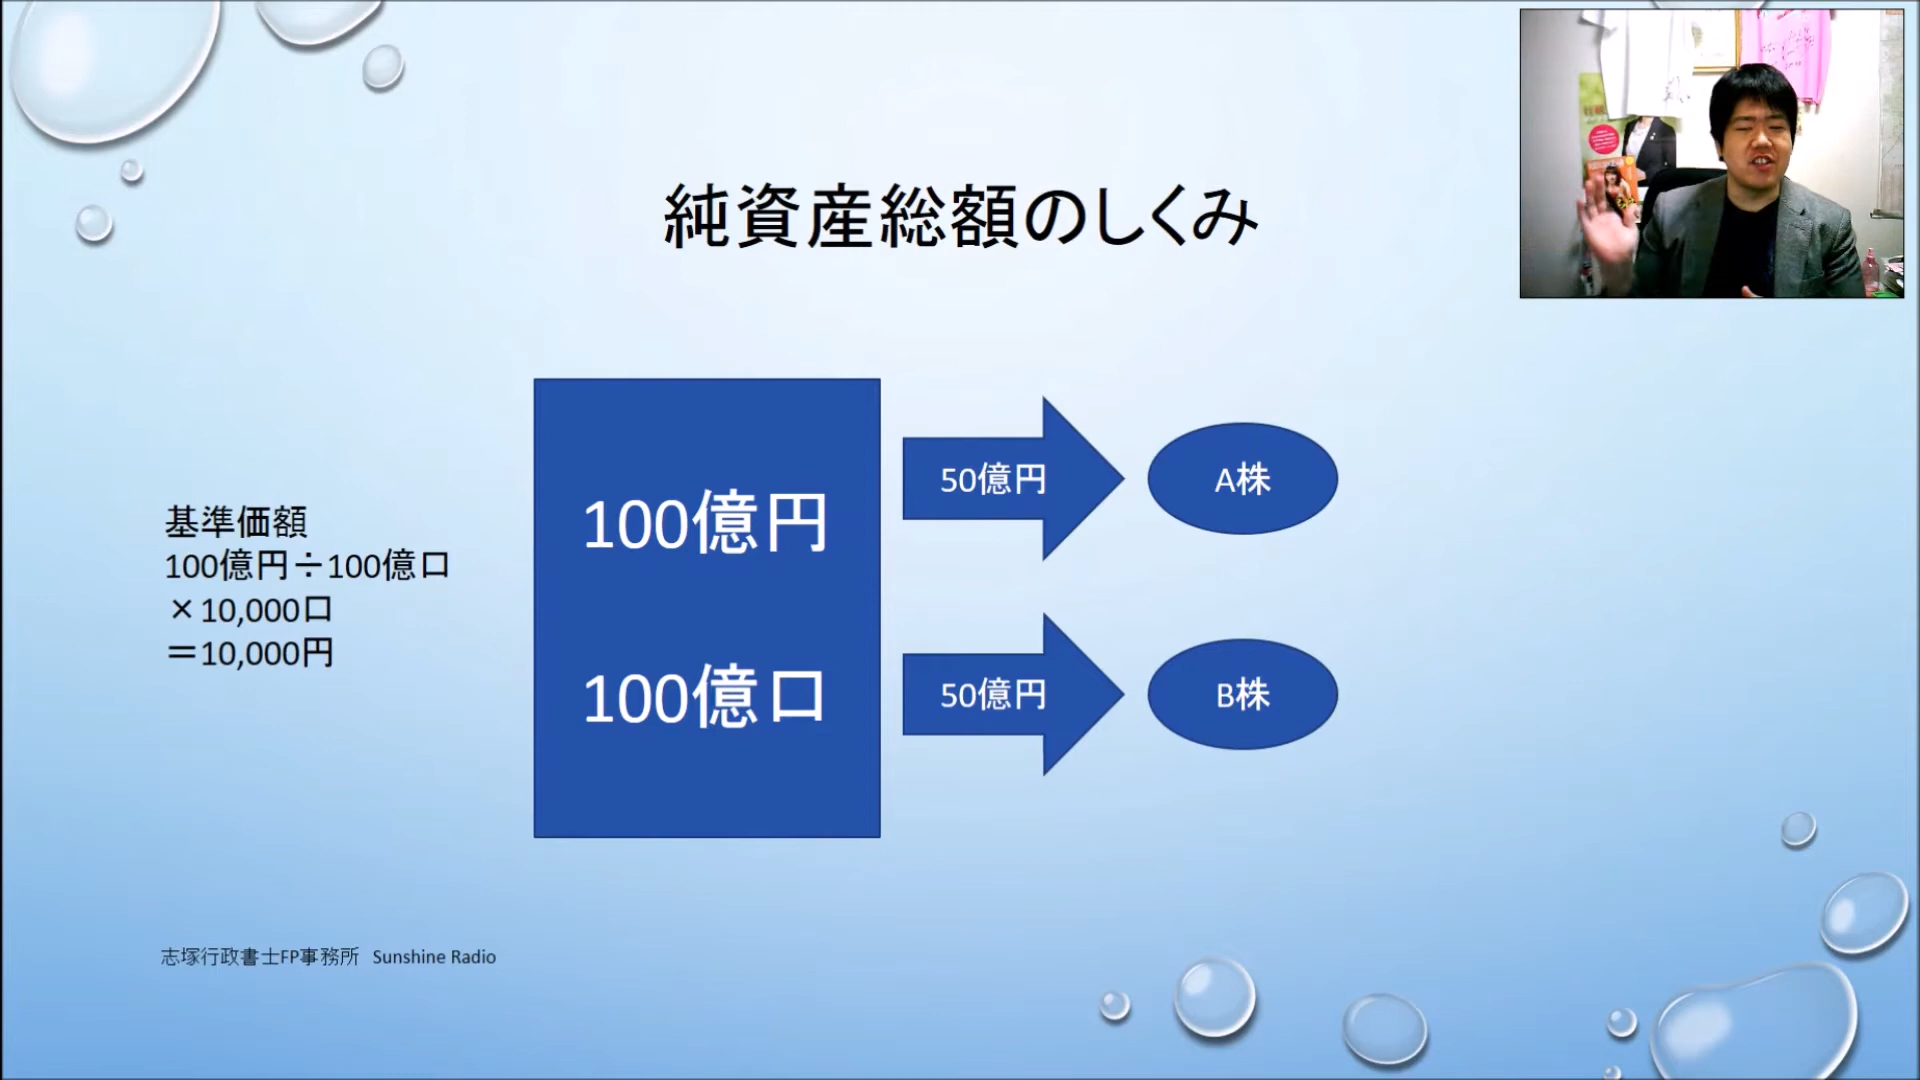 純資産総額のしくみ
基準価額
100億円÷100億口
×10,000口
＝10,000円
100億円
100億口
50億円
A株
50億円
B株
志塚行政書士FP事務所 Sunshine Radio